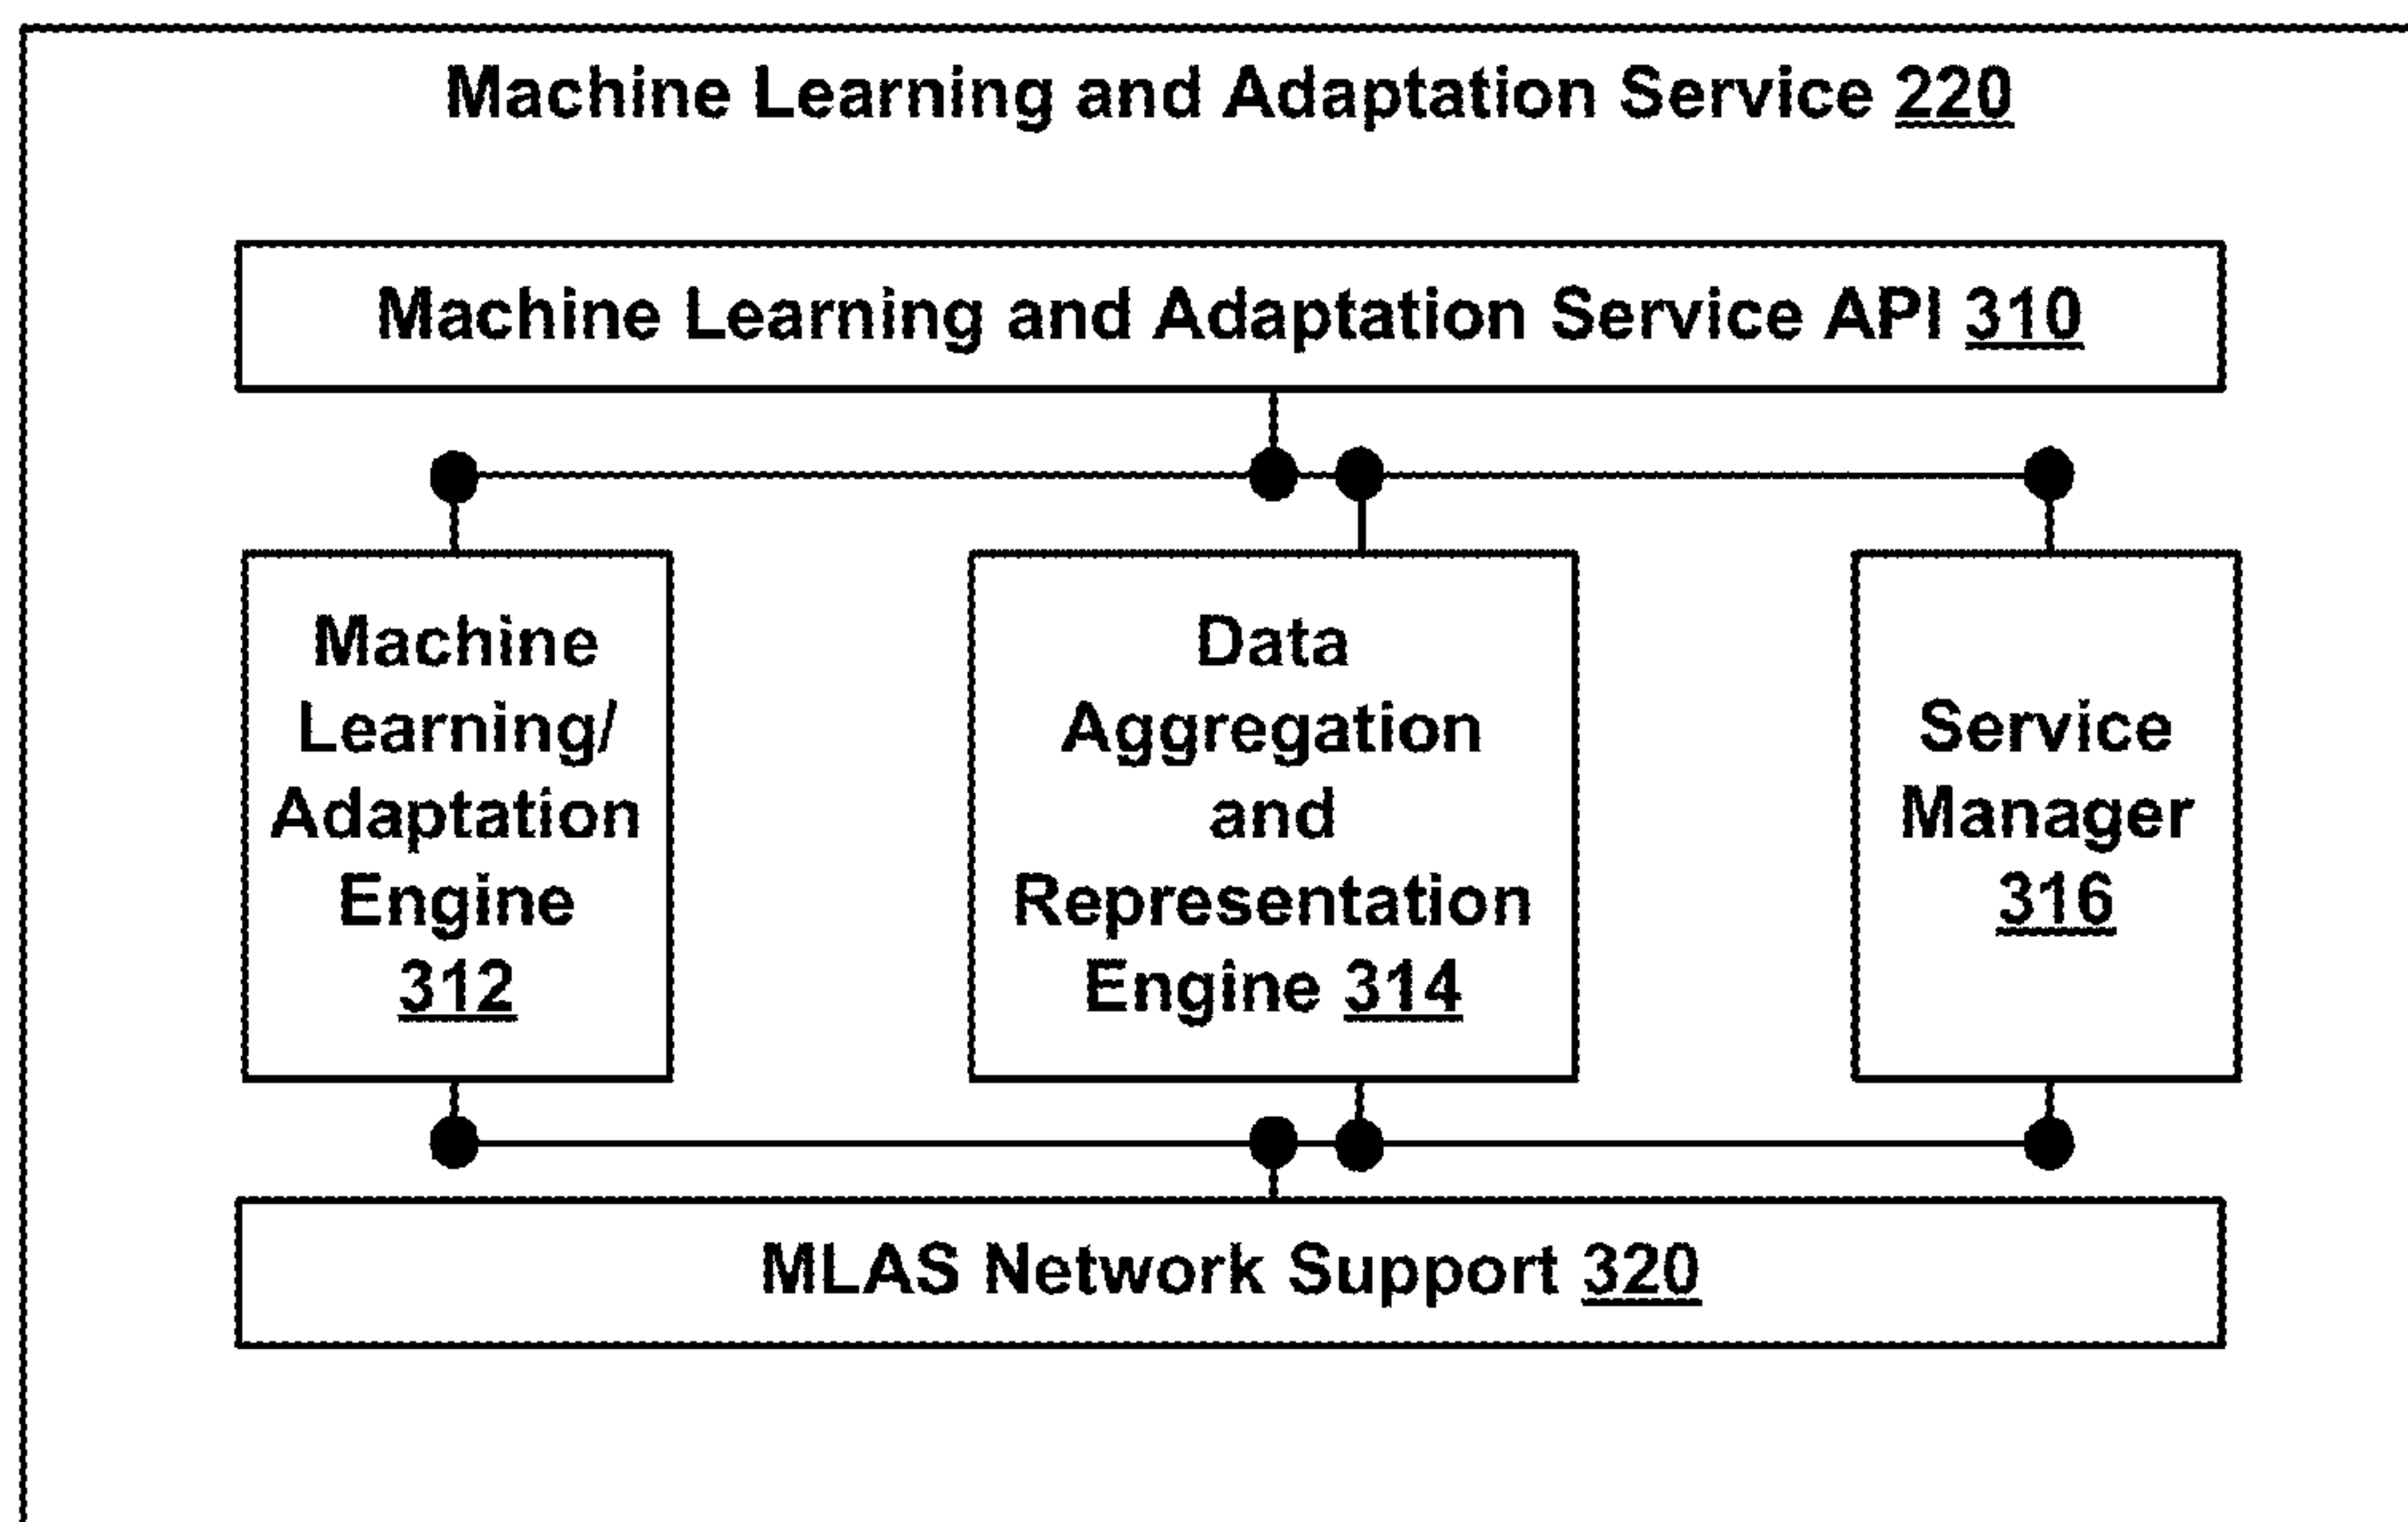 Machine Learning and Adaptation Service 220
Machine Learning and Adaptation Service API 310
Machine
Learning/
Adaptation
Engine
312
Data
Aggregation
and
Representation
Engine 314
Service
Manager
316
MLAS Network Support 320